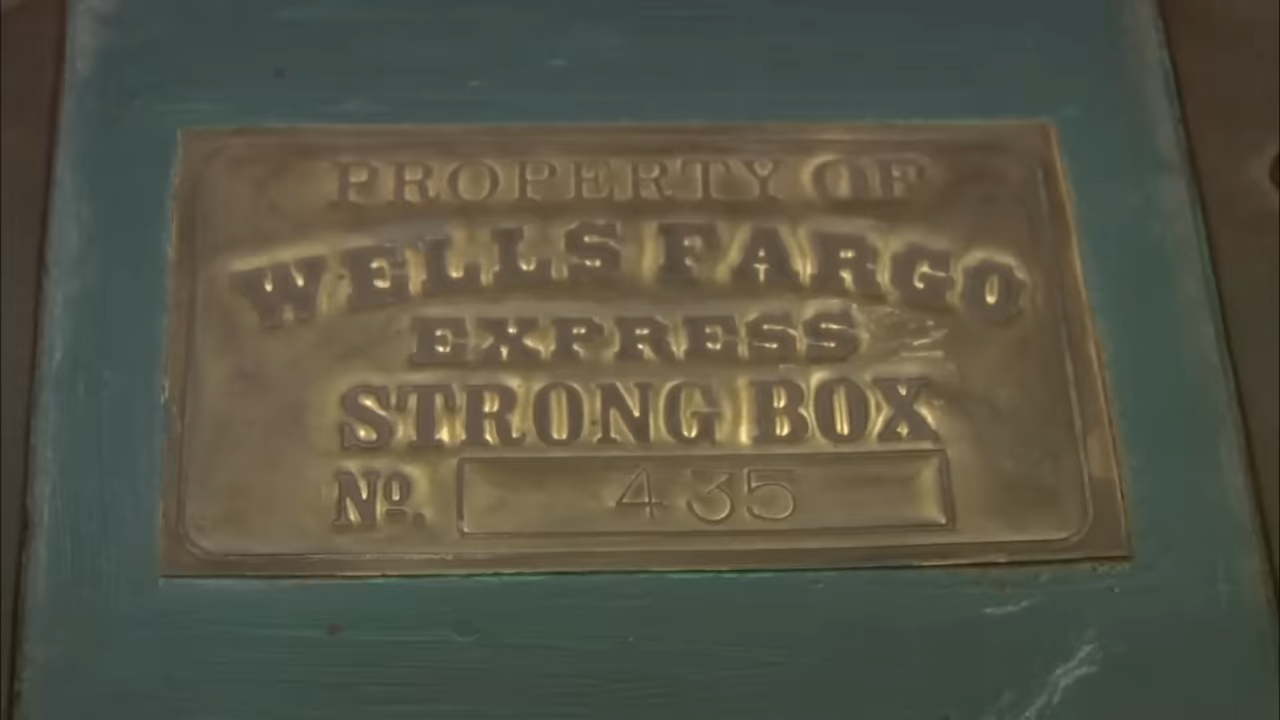 PROPERTY OF
WELLS FARGO
EXPRESS
STRONG BOX
No. 435